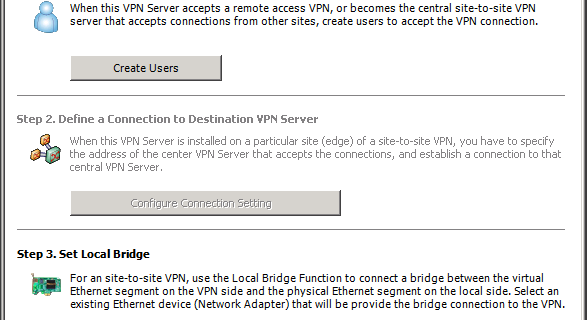 When this VPN Server accepts a remote access VPN, or becomes the central site-to-site VPN
server that accepts connections from other sites, create users to accept the VPN connection.
Create Users
Step 2. Define a Connection to Destination VPN Server
When this VPN Server is installed on a particular site (edge) of a site-to-site VPN, you have to specify
the address of the center VPN Server that accepts the connections, and establish a connection to that
central VPN Server.
Configure Connection Setting
Step 3. Set Local Bridge
For an site-to-site VPN, use the Local Bridge Function to connect a bridge between the virtual
Ethernet segment on the VPN side and the physical Ethernet segment on the local side. Select an
existing Ethernet device (Network Adapter) that will be provide the bridge connection to the VPN.